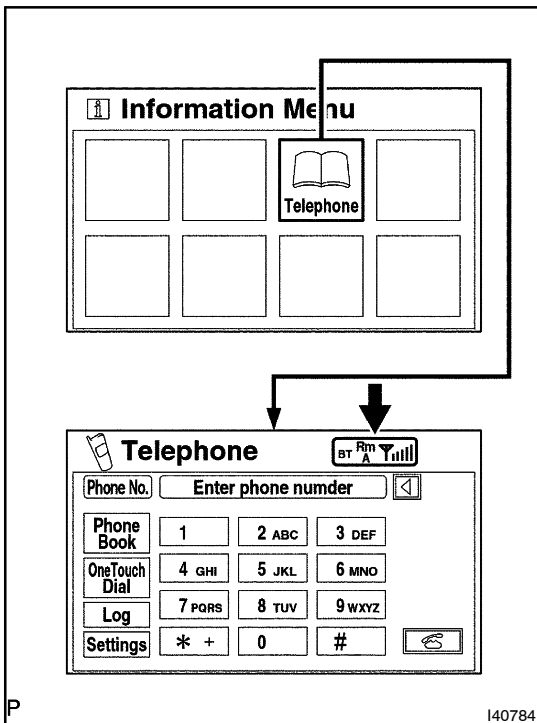 i Information Menu
Telephone
Telephone
BT Rm A
Phone No. Enter phone numder
Phone Book
1 2 ABC 3 DEF
OneTouch Dial
4 GHI 5 JKL 6 MNO
Log
7 PQRS 8 TUV 9 WXYZ
Settings
* + 0 #
P
I40784